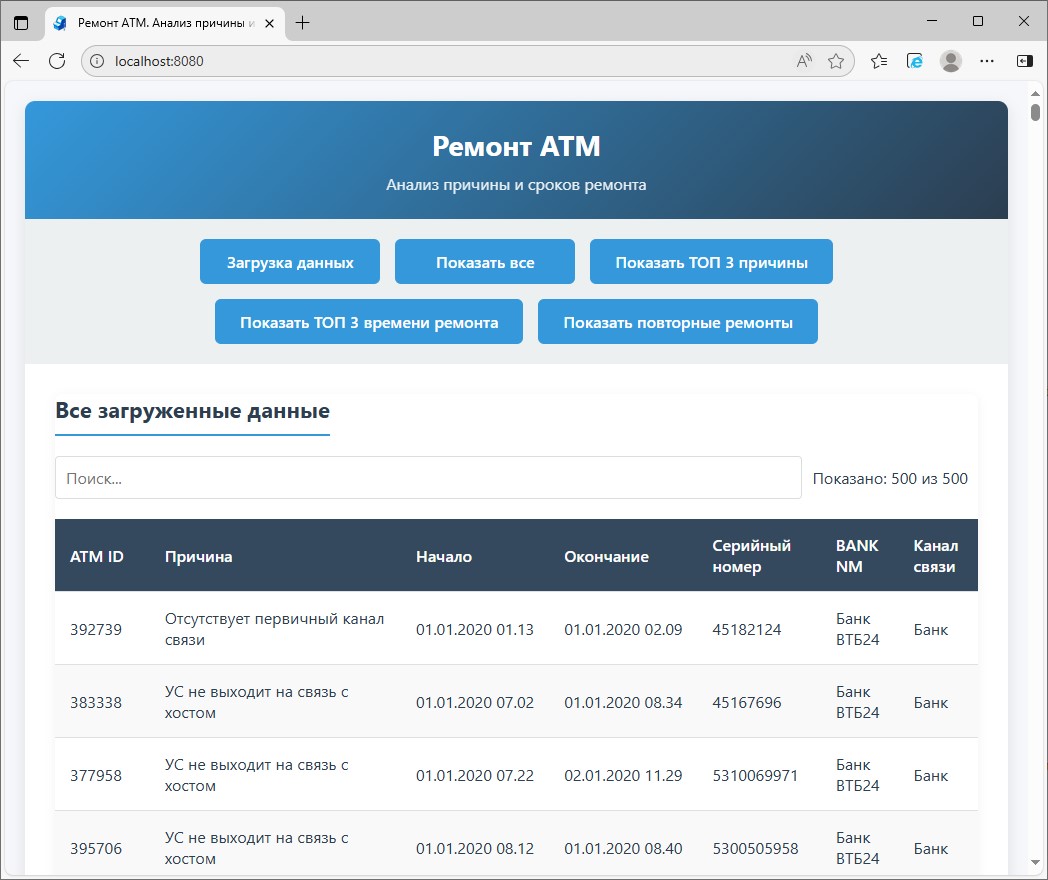 Ремонт АТМ. Анализ причины и
localhost:8080
Ремонт АТМ
Анализ причины и сроков ремонта
Загрузка данных
Показать все
Показать ТОП 3 причины
Показать ТОП 3 времени ремонта
Показать повторные ремонты
Все загруженные данные
Поиск...
Показано: 500 из 500
ATM ID
Причина
Начало
Окончание
Серийный
номер
BANK
NM
Канал
связи
392739
Отсутствует первичный канал
связи
01.01.2020 01.13
01.01.2020 02.09
45182124
Банк
ВТБ24
Банк
383338
УС не выходит на связь с
хостом
01.01.2020 07.02
01.01.2020 08.34
45167696
Банк
ВТБ24
Банк
377958
УС не выходит на связь с
хостом
01.01.2020 07.22
02.01.2020 11.29
5310069971
Банк
ВТБ24
Банк
395706
УС не выходит на связь с
хостом
01.01.2020 08.12
01.01.2020 08.40
5300505958
Банк
ВТБ24
Банк